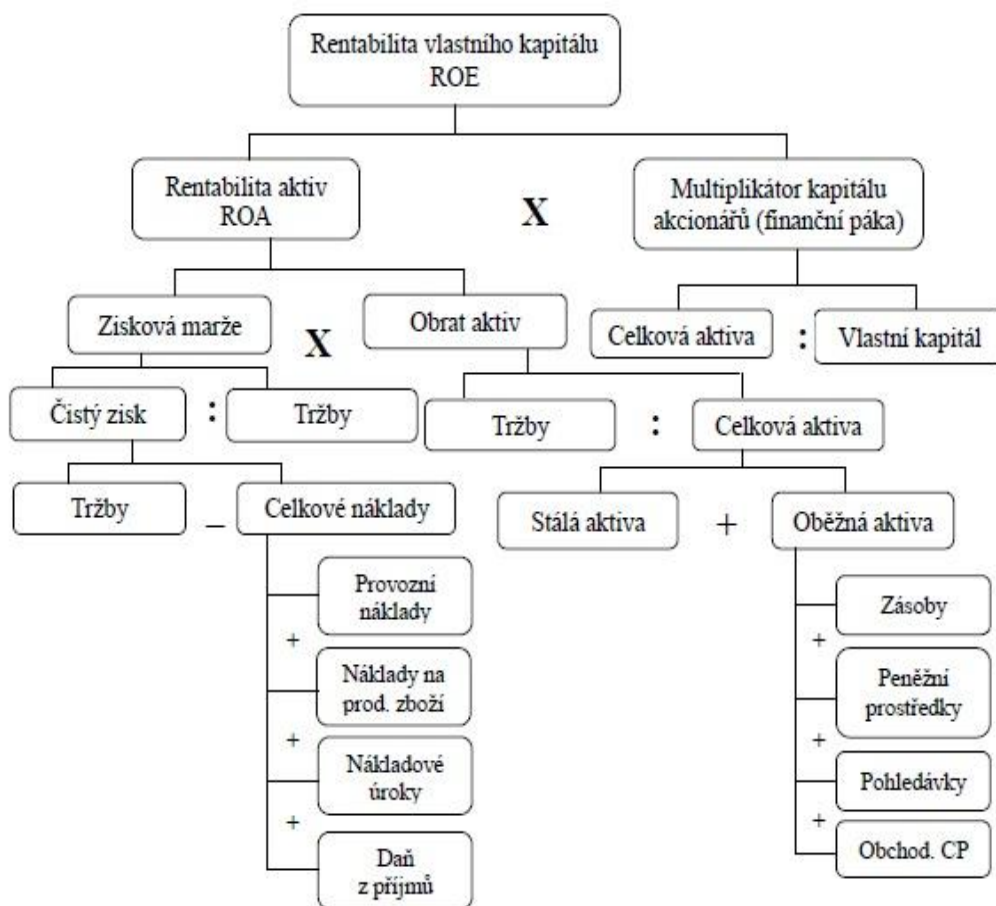 Rentabilita vlastního kapitálu
ROE
Rentabilita aktiv
ROA
X
Multiplikátor kapitálu
akcionářů (finanční páka)
Zisková marže
X
Obrat aktiv
Celková aktiva
:
Vlastní kapitál
Čistý zisk
:
Tržby
Tržby
:
Celková aktiva
Tržby
–
Celkové náklady
Stálá aktiva
+
Oběžná aktiva
Provozní
náklady
+
Náklady na
prod. zboží
+
Nákladové
úroky
+
Daň
z příjmů
Zásoby
+
Peněžní
prostředky
+
Pohledávky
+
Obchod. CP